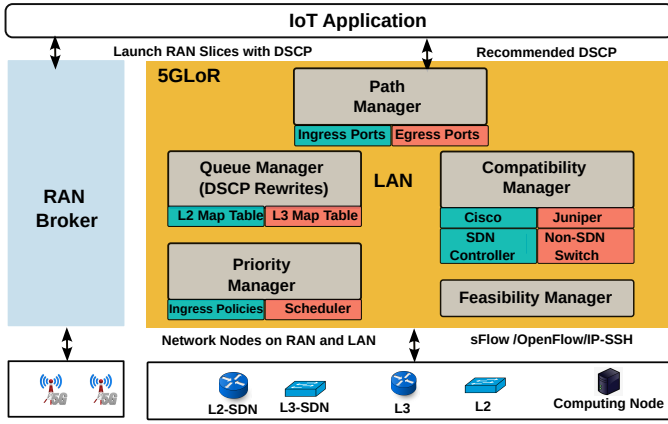 IoT Application
Launch RAN Slices with DSCP
Recommended DSCP
5GLoR
Path
Manager
Ingress Ports
Egress Ports
RAN
Broker
Queue Manager
(DSCP Rewrites)
L2 Map Table
L3 Map Table
LAN
Compatibility
Manager
Cisco
Juniper
SDN
Controller
Non-SDN
Switch
Priority
Manager
Ingress Policies
Scheduler
Feasibility Manager
Network Nodes on RAN and LAN
sFlow /OpenFlow/IP-SSH
5G
5G
L2-SDN
L3-SDN
L3
L2
Computing Node